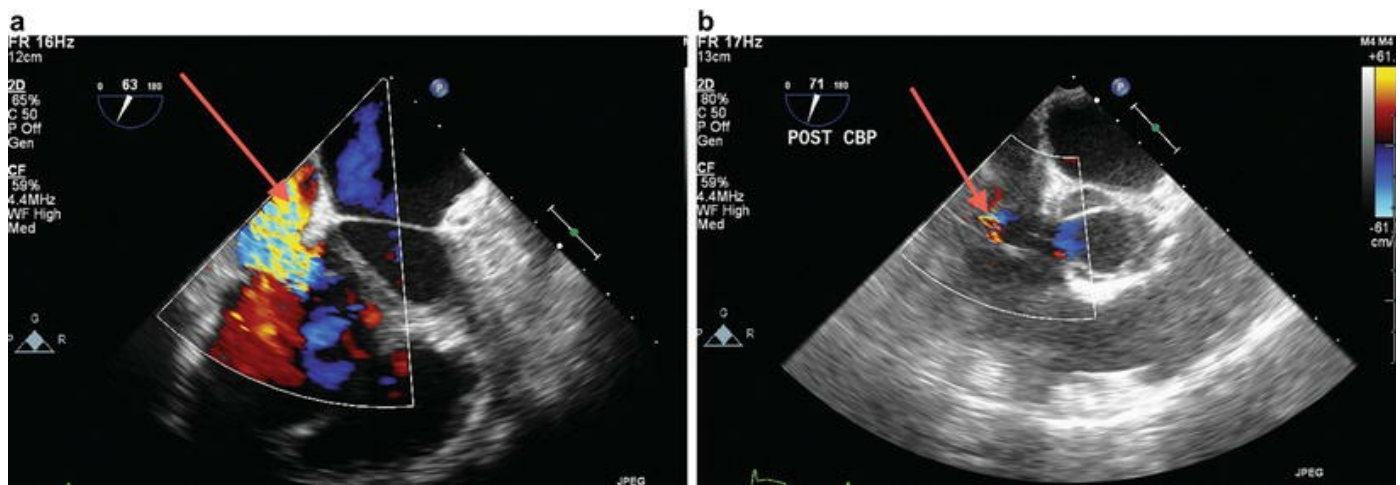 a
FR 16Hz
12cm
2D
65%
C 50
P Off
Gen
CF
59%
4.4MHz
WF High
Med
0 63 180
P
G
P R
JPEG
b
FR 17Hz
13cm
2D
80%
C 50
P Off
Gen
CF
59%
4.4MHz
WF High
Med
0 71 180
POST CBP
P
M4 M4
+61.
-61.
cm/
G
P R
JPEG